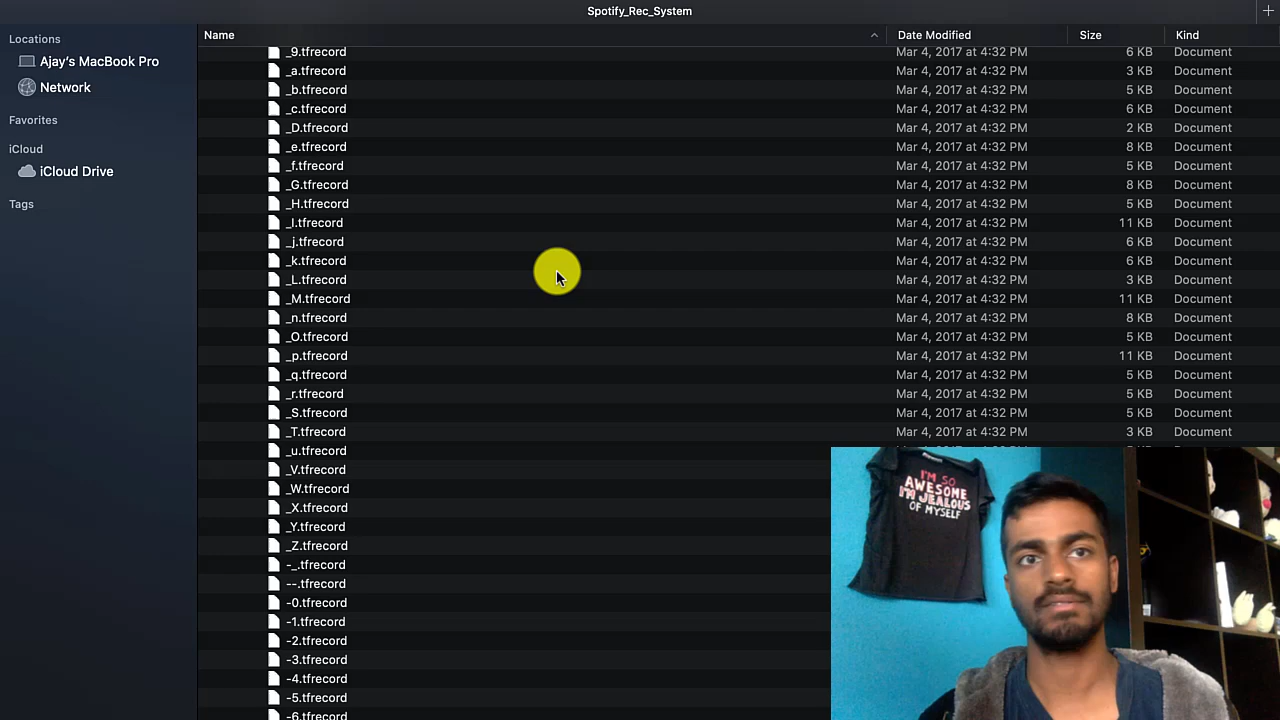 Spotify_Rec_System
Locations
Ajay's MacBook Pro
Network
Favorites
iCloud
iCloud Drive
Tags
Name Date Modified Size Kind
_9.tfrecord Mar 4, 2017 at 4:32 PM 6 KB Document
_a.tfrecord Mar 4, 2017 at 4:32 PM 3 KB Document
_b.tfrecord Mar 4, 2017 at 4:32 PM 5 KB Document
_c.tfrecord Mar 4, 2017 at 4:32 PM 6 KB Document
_D.tfrecord Mar 4, 2017 at 4:32 PM 2 KB Document
_e.tfrecord Mar 4, 2017 at 4:32 PM 8 KB Document
_f.tfrecord Mar 4, 2017 at 4:32 PM 5 KB Document
_G.tfrecord Mar 4, 2017 at 4:32 PM 8 KB Document
_H.tfrecord Mar 4, 2017 at 4:32 PM 5 KB Document
_I.tfrecord Mar 4, 2017 at 4:32 PM 11 KB Document
_j.tfrecord Mar 4, 2017 at 4:32 PM 6 KB Document
_k.tfrecord Mar 4, 2017 at 4:32 PM 6 KB Document
_L.tfrecord Mar 4, 2017 at 4:32 PM 3 KB Document
_M.tfrecord Mar 4, 2017 at 4:32 PM 11 KB Document
_n.tfrecord Mar 4, 2017 at 4:32 PM 8 KB Document
_O.tfrecord Mar 4, 2017 at 4:32 PM 5 KB Document
_p.tfrecord Mar 4, 2017 at 4:32 PM 11 KB Document
_q.tfrecord Mar 4, 2017 at 4:32 PM 5 KB Document
_r.tfrecord Mar 4, 2017 at 4:32 PM 5 KB Document
_S.tfrecord Mar 4, 2017 at 4:32 PM 5 KB Document
_T.tfrecord Mar 4, 2017 at 4:32 PM 3 KB Document
_u.tfrecord
_V.tfrecord
_W.tfrecord
_X.tfrecord
_Y.tfrecord
_Z.tfrecord
-_.tfrecord
--.tfrecord
-0.tfrecord
-1.tfrecord
-2.tfrecord
-3.tfrecord
-4.tfrecord
-5.tfrecord
-6.tfrecord
I'M SO
AWESOME
I'M JEALOUS
OF MYSELF